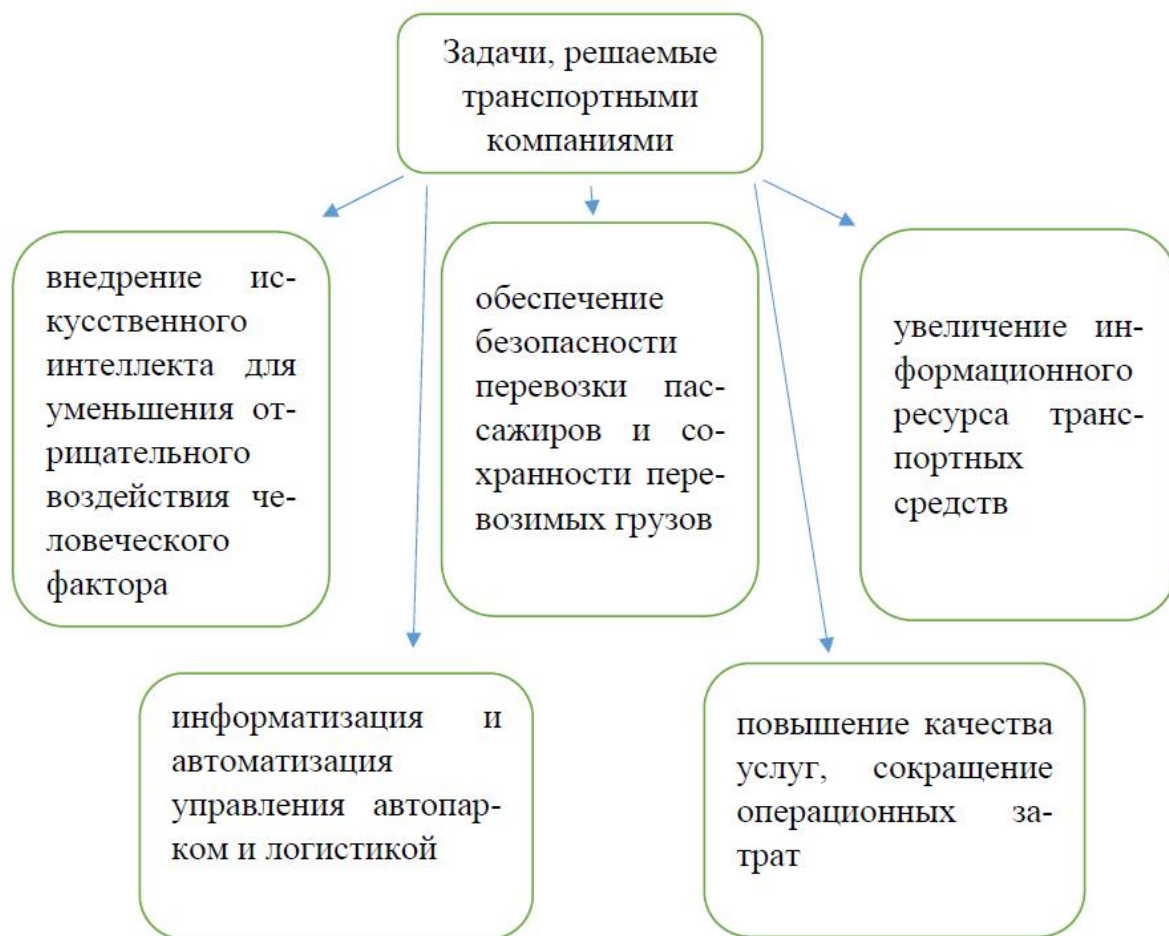 Задачи, решаемые
транспортными
компаниями
внедрение ис-
кусственного
интеллекта для
уменьшения от-
рицательного
воздействия че-
ловеческого
фактора
обеспечение
безопасности
перевозки пас-
сажиров и со-
хранности пере-
возимых грузов
увеличение ин-
формационного
ресурса транс-
портных
средств
информатизация и
автоматизация
управления автопар-
ком и логистикой
повышение качества
услуг, сокращение
операционных за-
трат